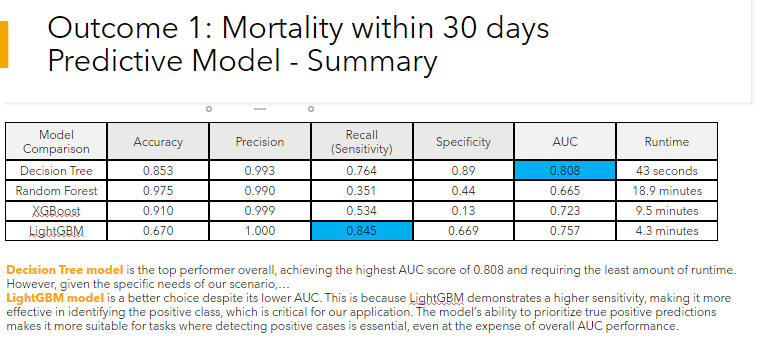 Outcome 1: Mortality within 30 days
Predictive Model - Summary
Model Comparison Accuracy Precision Recall (Sensitivity) Specificity AUC Runtime
Decision Tree 0.853 0.993 0.764 0.89 0.808 43 seconds
Random Forest 0.975 0.990 0.351 0.44 0.665 18.9 minutes
XGBoost 0.910 0.999 0.534 0.13 0.723 9.5 minutes
LightGBM 0.670 1.000 0.845 0.669 0.757 4.3 minutes
Decision Tree model is the top performer overall, achieving the highest AUC score of 0.808 and requiring the least amount of runtime.
However, given the specific needs of our scenario,...
LightGBM model is a better choice despite its lower AUC. This is because LightGBM demonstrates a higher sensitivity, making it more
effective in identifying the positive class, which is critical for our application. The model's ability to prioritize true positive predictions
makes it more suitable for tasks where detecting positive cases is essential, even at the expense of overall AUC performance.